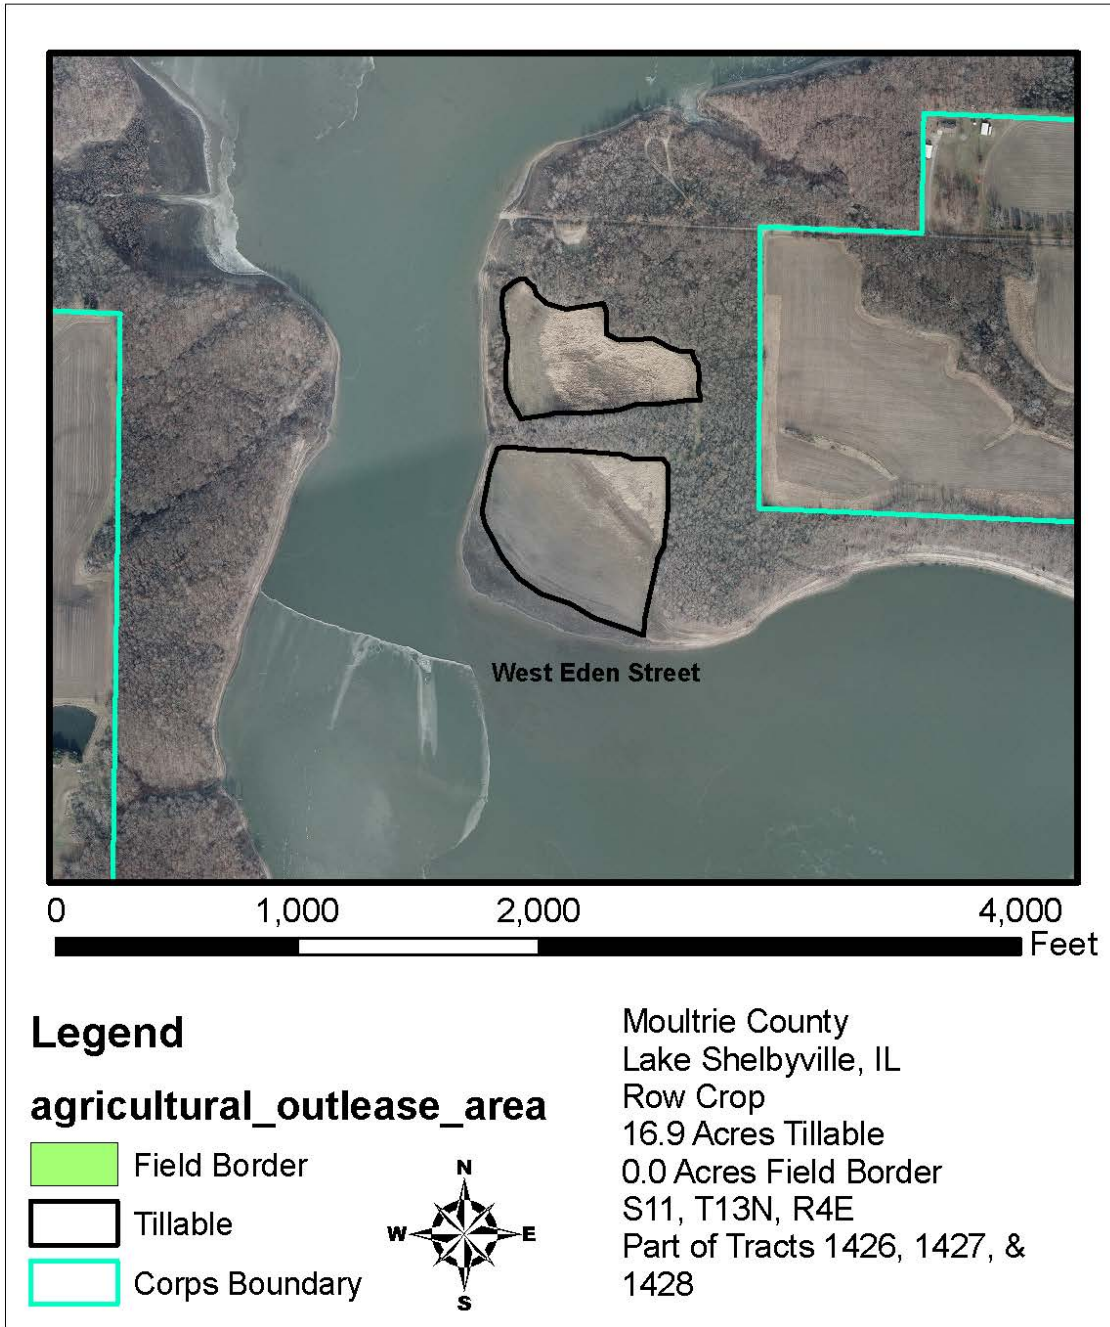 West Eden Street
0 1,000 2,000 4,000
Feet
Legend
agricultural_outlease_area
Field Border
Tillable
Corps Boundary
N
W E
S
Moultrie County
Lake Shelbyville, IL
Row Crop
16.9 Acres Tillable
0.0 Acres Field Border
S11, T13N, R4E
Part of Tracts 1426, 1427, &
1428